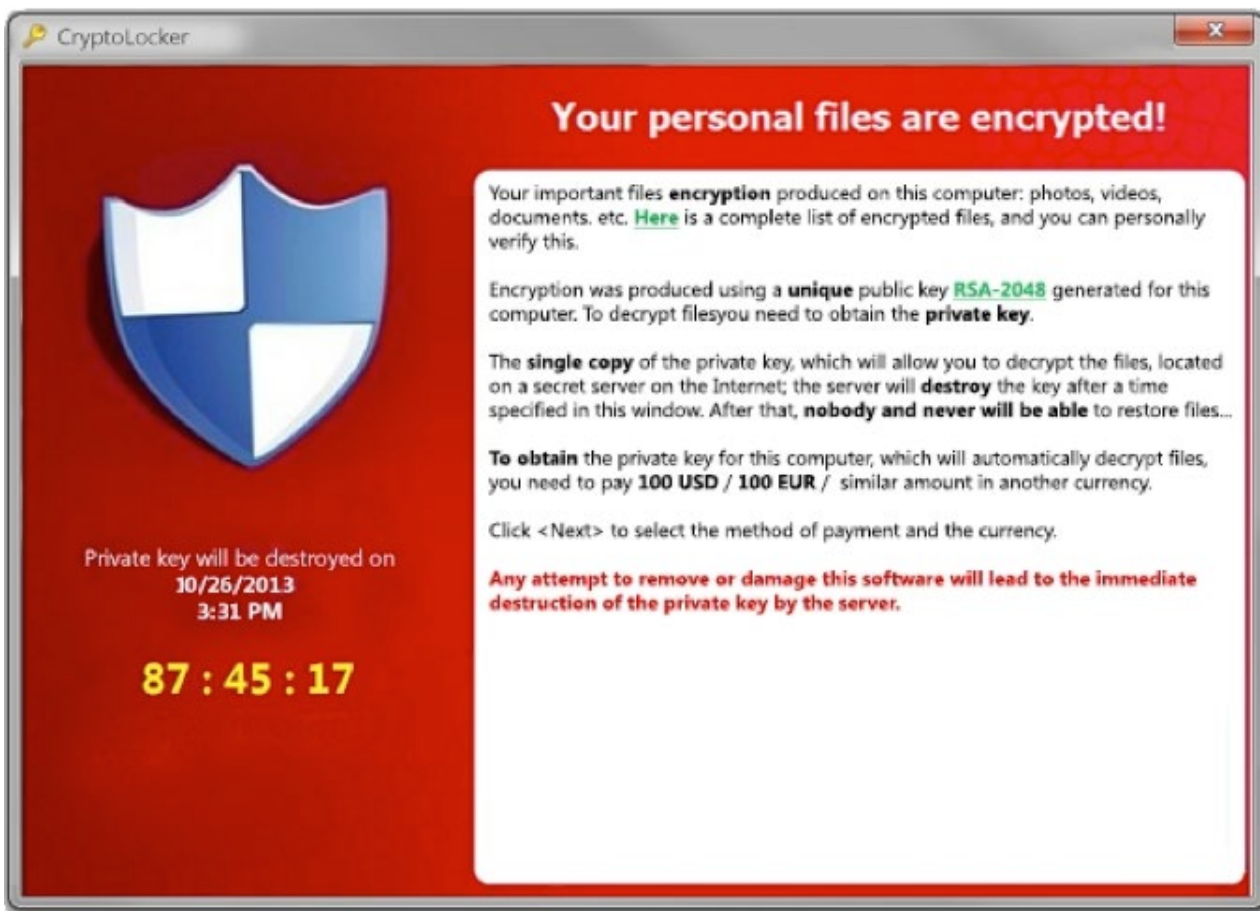 CryptoLocker
Your personal files are encrypted!
Your important files encryption produced on this computer: photos, videos,
documents. etc. Here is a complete list of encrypted files, and you can personally
verify this.
Encryption was produced using a unique public key RSA-2048 generated for this
computer. To decrypt filesyou need to obtain the private key.
The single copy of the private key, which will allow you to decrypt the files, located
on a secret server on the Internet; the server will destroy the key after a time
specified in this window. After that, nobody and never will be able to restore files...
To obtain the private key for this computer, which will automatically decrypt files,
you need to pay 100 USD / 100 EUR / similar amount in another currency.
Click <Next> to select the method of payment and the currency.
Any attempt to remove or damage this software will lead to the immediate
destruction of the private key by the server.
Private key will be destroyed on
10/26/2013
3:31 PM
87 : 45 : 17